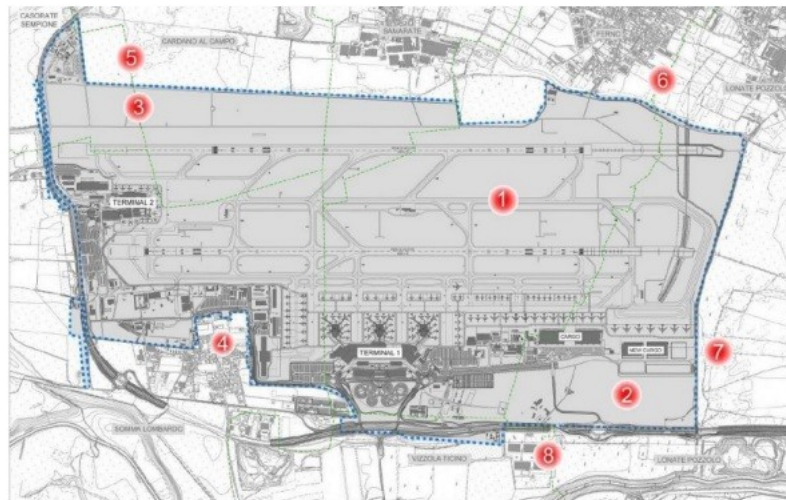 CASORATE
SEMPIONE
CARDANO AL CAMPO
SAMARATE
FERNO
5
6
3
LONATE POZZOLO
TERMINAL 2
1
4
CARGO
NEW CARGO
TERMINAL 1
7
2
SOMMA LOMBARDO
VIZZOLA TICINO
8
LONATE POZZOLO